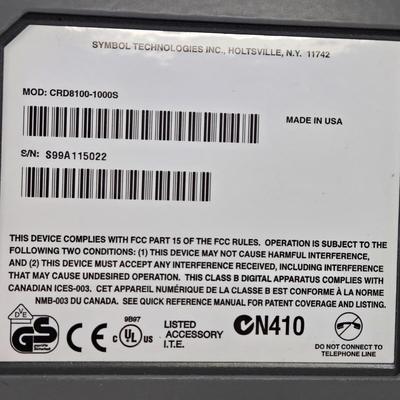 SYMBOL TECHNOLOGIES INC., HOLTSVILLE, N.Y. 11742
MOD: CRD8100-1000S
MADE IN USA
S/N: S99A115022
THIS DEVICE COMPLIES WITH FCC PART 15 OF THE FCC RULES. OPERATION IS SUBJECT TO THE
FOLLOWING TWO CONDITIONS: (1) THIS DEVICE MAY NOT CAUSE HARMFUL INTERFERENCE,
AND (2) THIS DEVICE MUST ACCEPT ANY INTERFERENCE RECEIVED, INCLUDING INTERFERENCE
THAT MAY CAUSE UNDESIRED OPERATION. THIS CLASS B DIGITAL APPARATUS COMPLIES WITH
CANADIAN ICES-003. CET APPAREIL NUMÉRIQUE DE LA CLASSE B EST CONFORME À LA NORME
NMB-003 DU CANADA. SEE QUICK REFERENCE MANUAL FOR PATENT COVERAGE AND LISTING.
GS
CE
9B97
C UL US
LISTED
ACCESSORY
I.T.E.
N410
DO NOT CONNECT TO
TELEPHONE LINE